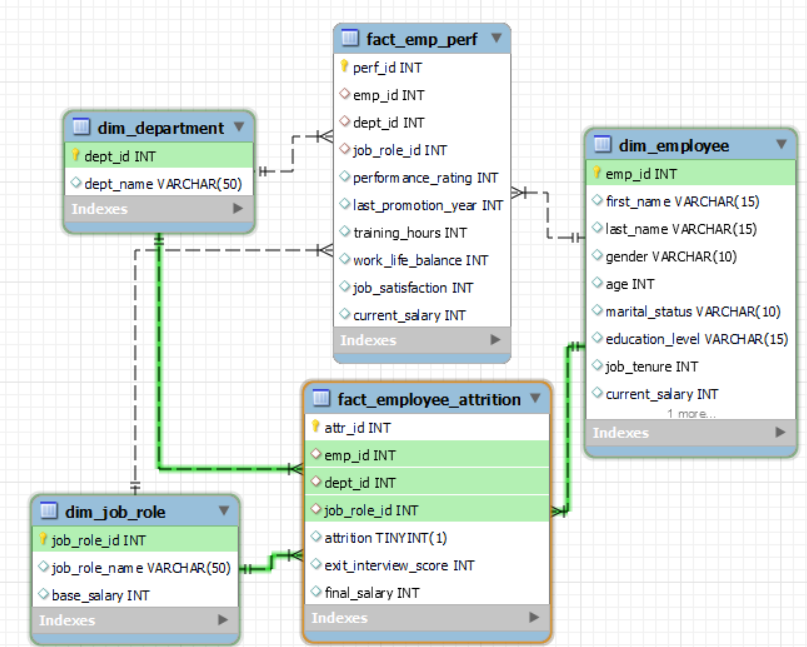 fact_emp_perf
perf_id INT
emp_id INT
dept_id INT
job_role_id INT
performance_rating INT
last_promotion_year INT
training_hours INT
work_life_balance INT
job_satisfaction INT
current_salary INT
Indexes
dim_department
dept_id INT
dept_name VARCHAR(50)
Indexes
dim_employee
emp_id INT
first_name VARCHAR(15)
last_name VARCHAR(15)
gender VARCHAR(10)
age INT
marital_status VARCHAR(10)
education_level VARCHAR(15)
job_tenure INT
current_salary INT
1 more...
Indexes
fact_employee_attrition
attr_id INT
emp_id INT
dept_id INT
job_role_id INT
attrition TINYINT(1)
exit_interview_score INT
final_salary INT
Indexes
dim_job_role
job_role_id INT
job_role_name VARCHAR(50)
base_salary INT
Indexes